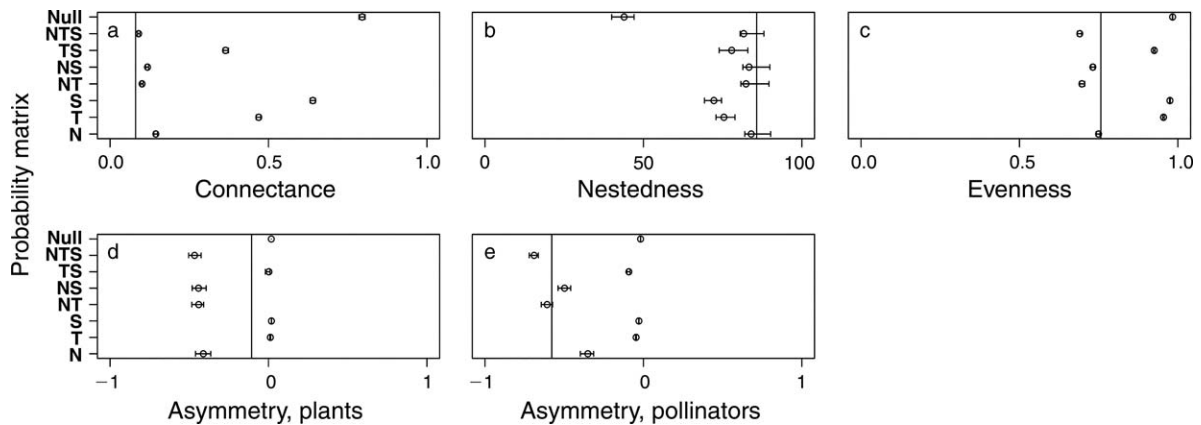 Probability matrix
Null
NTS
TS
NS
NT
S
T
N
a
0.0 0.5 1.0
Connectance
b
0 50 100
Nestedness
c
0.0 0.5 1.0
Evenness
Null
NTS
TS
NS
NT
S
T
N
d
−1 0 1
Asymmetry, plants
e
−1 0 1
Asymmetry, pollinators